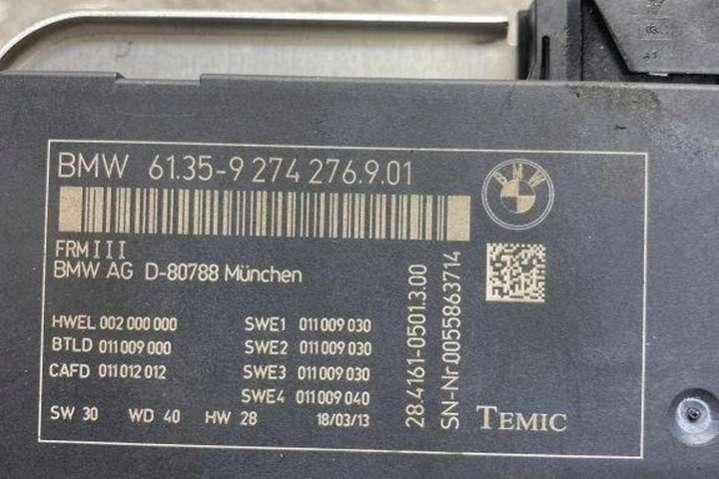 BMW 61.35-9 274 276.9.01
BMW
FRM III
BMW AG D-80788 München
HWEL 002 000 000
BTLD 011 009 000
CAFD 011 012 012
SWE1 011 009 030
SWE2 011 009 030
SWE3 011 009 030
SWE4 011 009 040
SW 30 WD 40 HW 28 18/03/13
28.4161-0501.3.00
SN-Nr0055863714
TEMIC